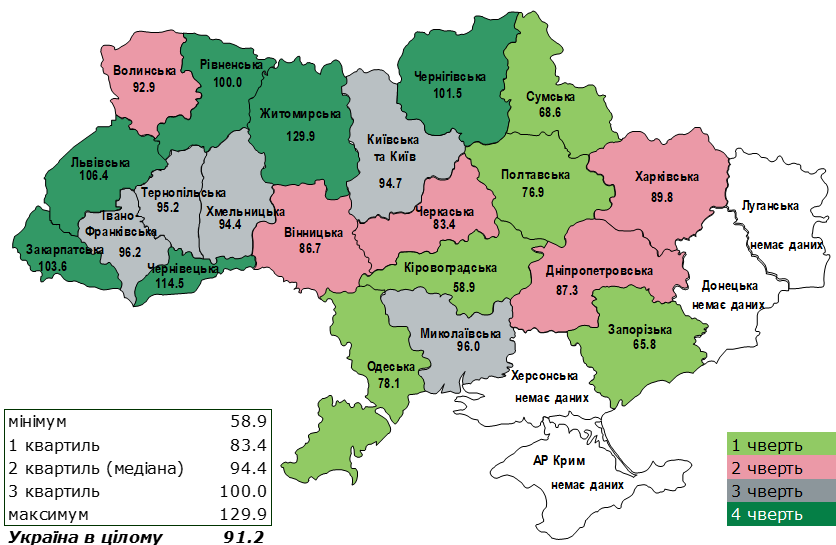 Волинська
92.9
Рівненська
100.0
Житомирська
129.9
Київська
та Київ
94.7
Чернігівська
101.5
Сумська
68.6
Львівська
106.4
Тернопільська
95.2
Хмельницька
94.4
Івано
Франківська
96.2
Закарпатська
103.6
Чернівецька
114.5
Вінницька
86.7
Черкаська
83.4
Полтавська
76.9
Харківська
89.8
Луганська
немає даних
Донецька
немає даних
Кіровоградська
58.9
Дніпропетровська
87.3
Запорізька
65.8
Миколаївська
96.0
Одеська
78.1
Херсонська
немає даних
АР Крим
немає даних
мінімум 58.9
1 квартиль 83.4
2 квартиль (медіана) 94.4
3 квартиль 100.0
максимум 129.9
Україна в цілому 91.2
1 чверть
2 чверть
3 чверть
4 чверть